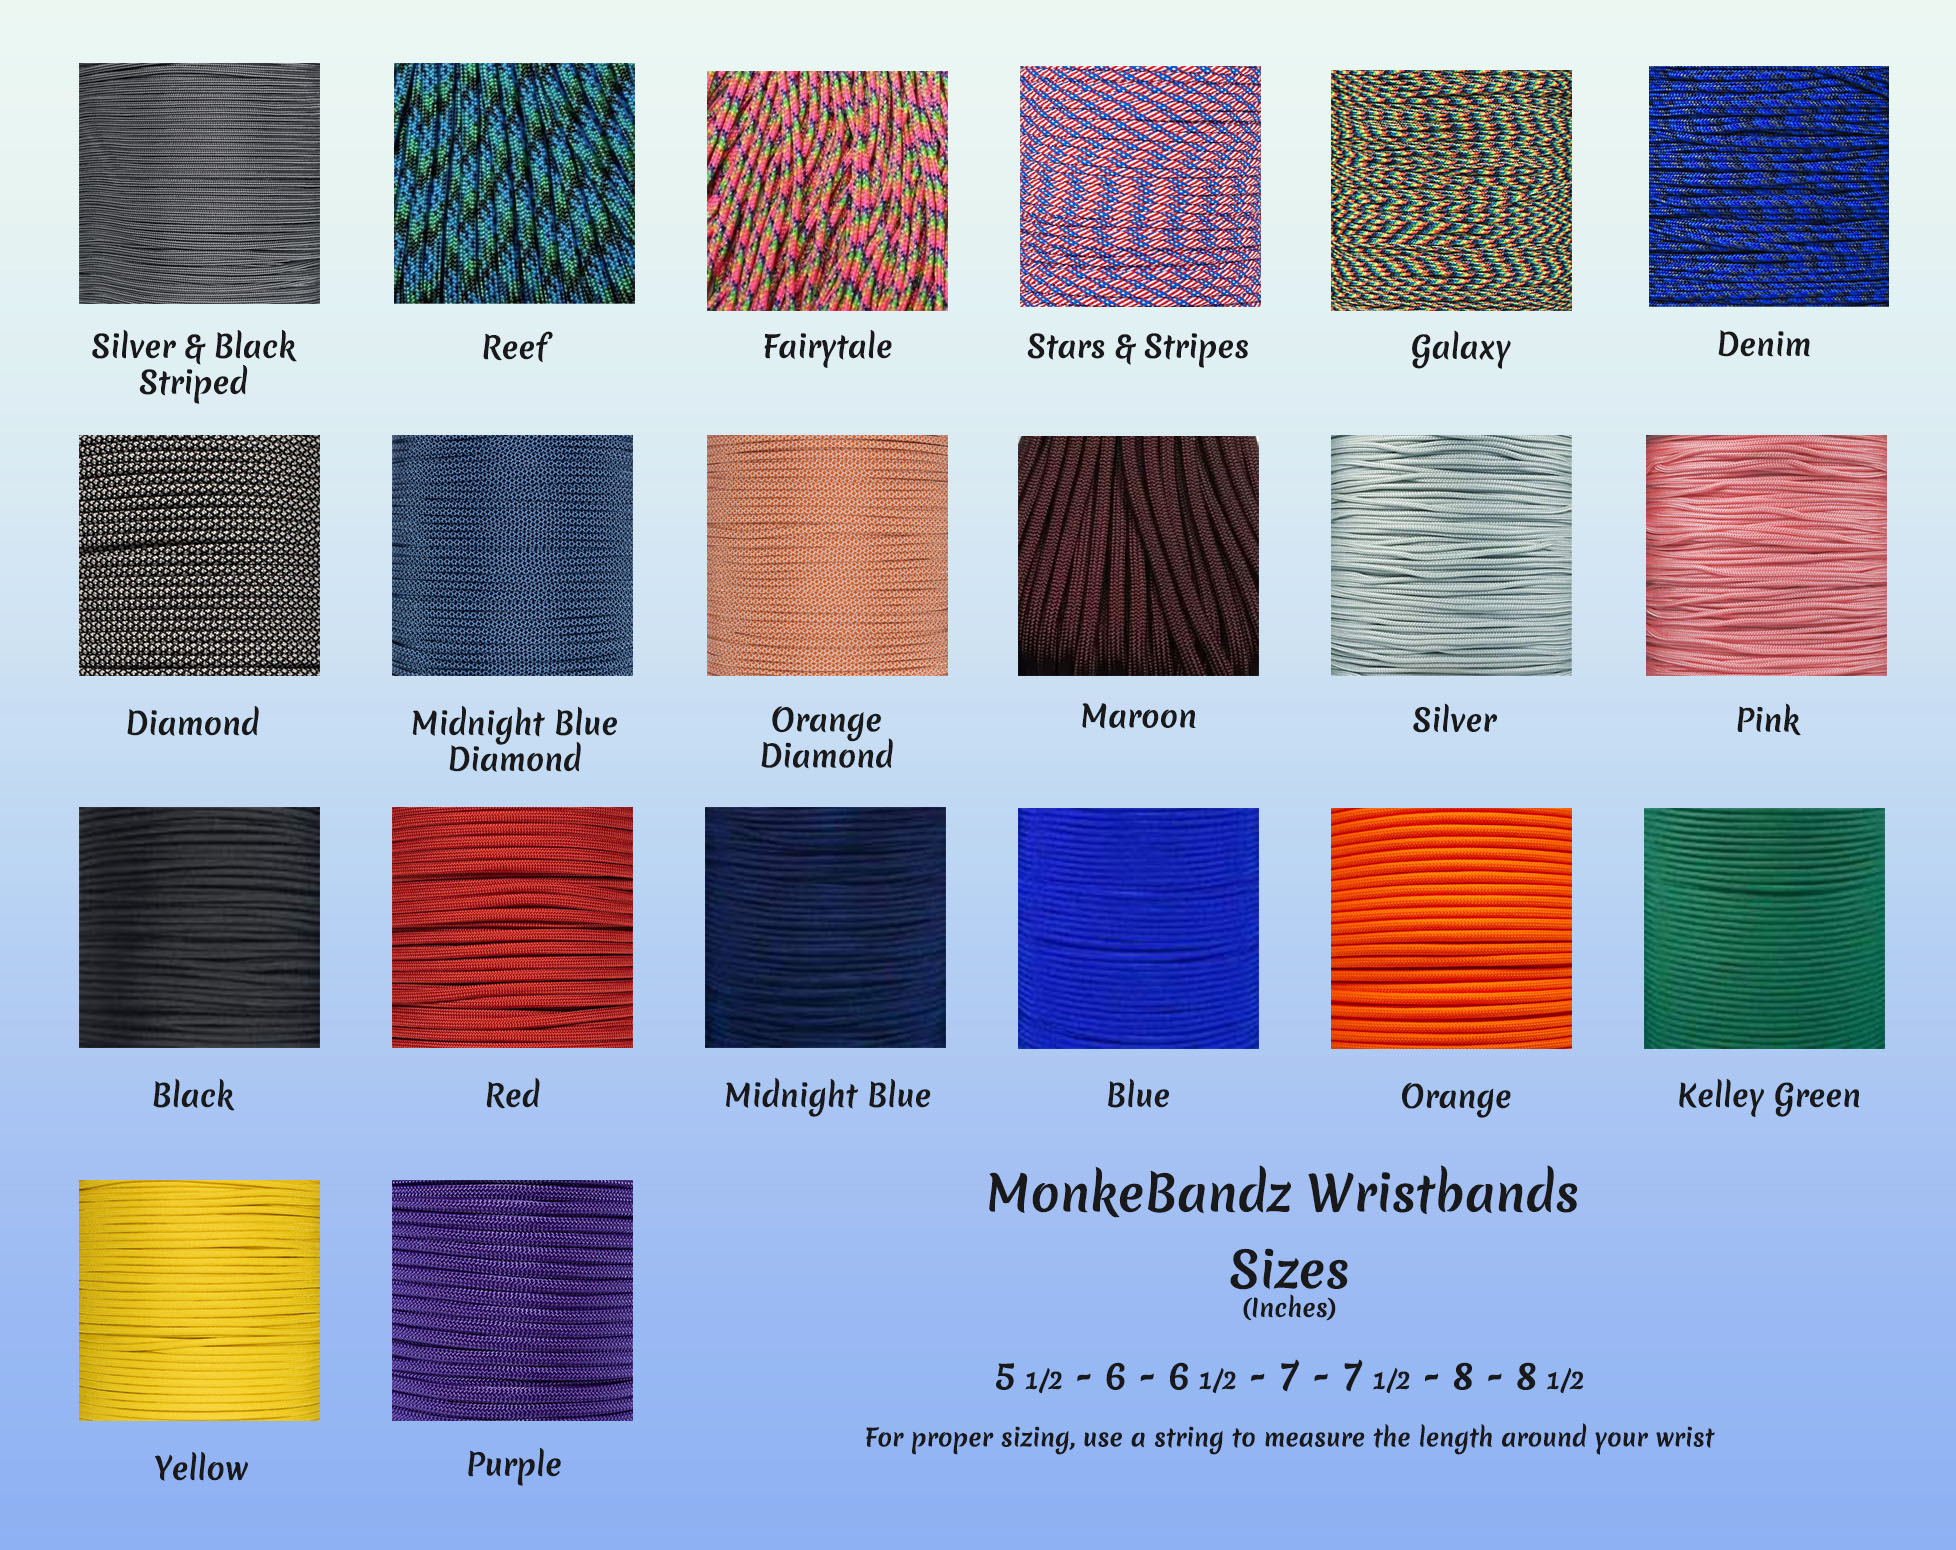 Silver & Black
Striped
Reef
Fairytale
Stars & Stripes
Galaxy
Denim
Diamond
Midnight Blue
Diamond
Orange
Diamond
Maroon
Silver
Pink
Black
Red
Midnight Blue
Blue
Orange
Kelley Green
Yellow
Purple
MonkeBandz Wristbands
Sizes
(Inches)
5 1/2 - 6 - 6 1/2 - 7 - 7 1/2 - 8 - 8 1/2
For proper sizing, use a string to measure the length around your wrist